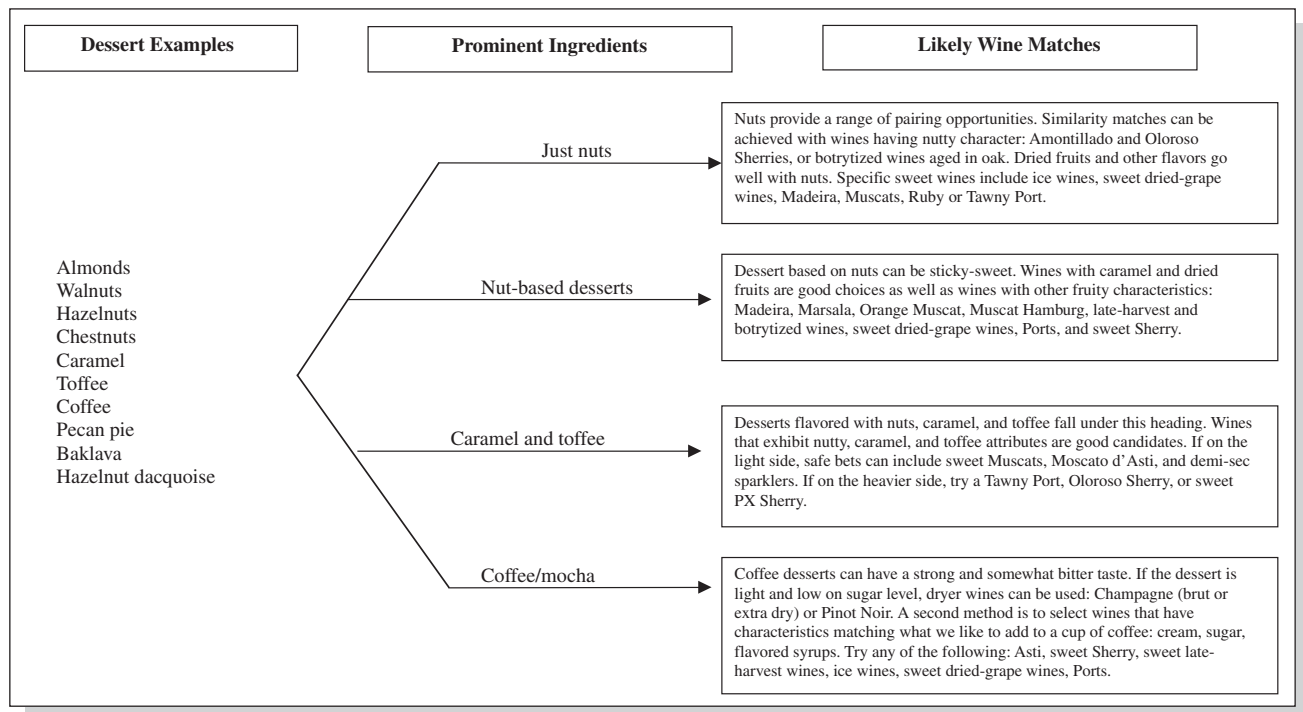 Dessert Examples
Prominent Ingredients
Likely Wine Matches
Almonds
Walnuts
Hazelnuts
Chestnuts
Caramel
Toffee
Coffee
Pecan pie
Baklava
Hazelnut dacquoise
Just nuts
Nuts provide a range of pairing opportunities. Similarity matches can be
achieved with wines having nutty character: Amontillado and Oloroso
Sherries, or botrytized wines aged in oak. Dried fruits and other flavors go
well with nuts. Specific sweet wines include ice wines, sweet dried-grape
wines, Madeira, Muscats, Ruby or Tawny Port.
Nut-based desserts
Dessert based on nuts can be sticky-sweet. Wines with caramel and dried
fruits are good choices as well as wines with other fruity characteristics:
Madeira, Marsala, Orange Muscat, Muscat Hamburg, late-harvest and
botrytized wines, sweet dried-grape wines, Ports, and sweet Sherry.
Caramel and toffee
Desserts flavored with nuts, caramel, and toffee fall under this heading. Wines
that exhibit nutty, caramel, and toffee attributes are good candidates. If on the
light side, safe bets can include sweet Muscats, Moscato d’Asti, and demi-sec
sparklers. If on the heavier side, try a Tawny Port, Oloroso Sherry, or sweet
PX Sherry.
Coffee/mocha
Coffee desserts can have a strong and somewhat bitter taste. If the dessert is
light and low on sugar level, dryer wines can be used: Champagne (brut or
extra dry) or Pinot Noir. A second method is to select wines that have
characteristics matching what we like to add to a cup of coffee: cream, sugar,
flavored syrups. Try any of the following: Asti, sweet Sherry, sweet late-
harvest wines, ice wines, sweet dried-grape wines, Ports.